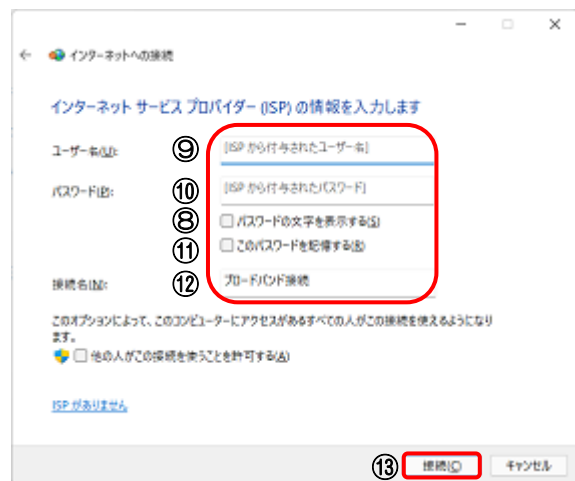 ← インターネットへの接続
インターネット サービス プロバイダー (ISP) の情報を入力します
ユーザー名(U): ⑨ [ISP から付与されたユーザー名]
パスワード(P): ⑩ [ISP から付与されたパスワード]
⑧ パスワードの文字を表示する(S)
⑪ このパスワードを記憶する(R)
接続名(N): ⑫ ブロードバンド接続
このオプションによって、このコンピューターにアクセスがあるすべての人がこの接続を使えるようになり
ます。
他の人がこの接続を使うことを許可する(A)
ISP がありません
⑬ 接続(C) キャンセル